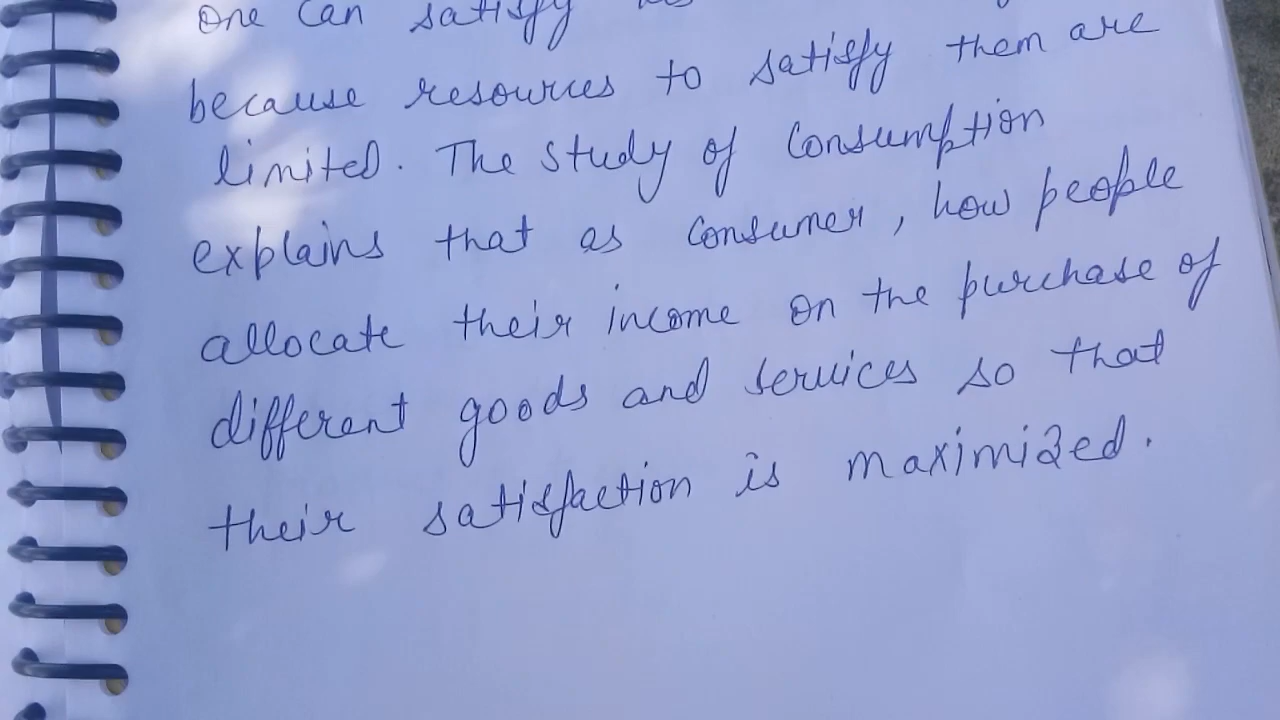 one can satisfy
because resources to satisfy them are
limited. The study of Consumption
explains that as Consumer, how people
allocate their income on the purchase of
different goods and services so that
their satisfaction is maximized.